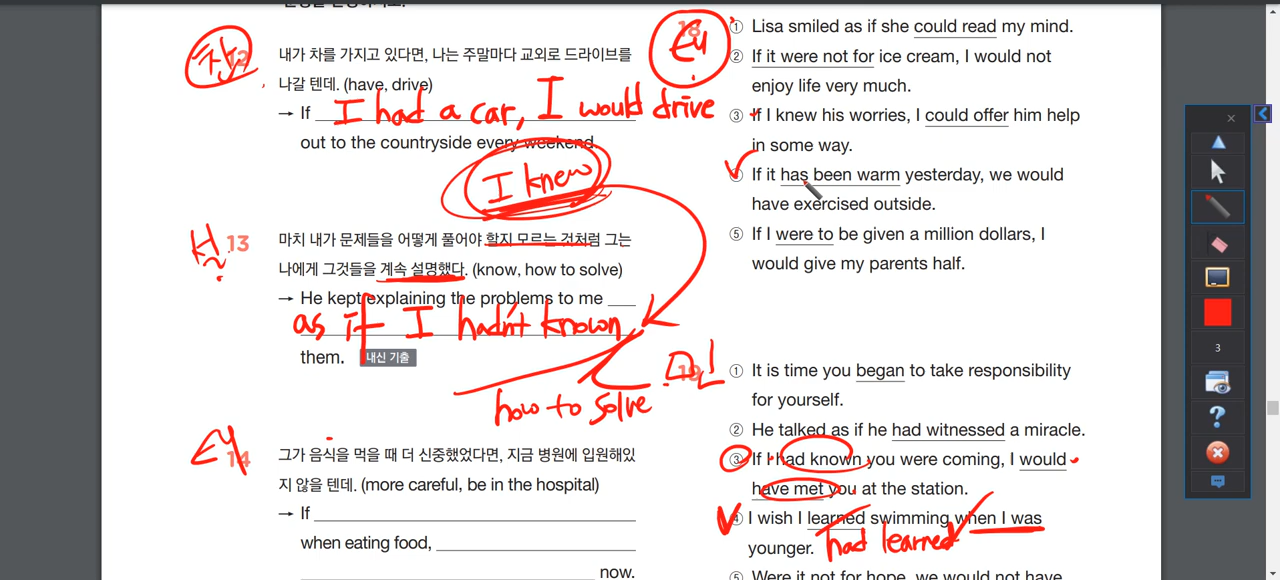 12
내가 차를 가지고 있다면, 나는 주말마다 교외로 드라이브를
나갈 텐데. (have, drive)
→ If I had a car, I would drive
out to the countryside every weekend.
I knew
13
마치 내가 문제들을 어떻게 풀어야 할지 모르는 것처럼 그는
나에게 그것들을 계속 설명했다. (know, how to solve)
→ He kept explaining the problems to me ___
as if I hadn't known
them. 내신 기출
how to solve
14
그가 음식을 먹을 때 더 신중했었다면, 지금 병원에 입원해있
지 않을 텐데. (more careful, be in the hospital)
→ If
when eating food,
now.
18
① Lisa smiled as if she could read my mind.
② If it were not for ice cream, I would not
enjoy life very much.
③ If I knew his worries, I could offer him help
in some way.
④ If it has been warm yesterday, we would
have exercised outside.
⑤ If I were to be given a million dollars, I
would give my parents half.
19
① It is time you began to take responsibility
for yourself.
② He talked as if he had witnessed a miracle.
③ If I had known you were coming, I would
have met you at the station.
④ I wish I learned swimming when I was
younger. had learned
⑤ Were it not for hope, we would not have
3